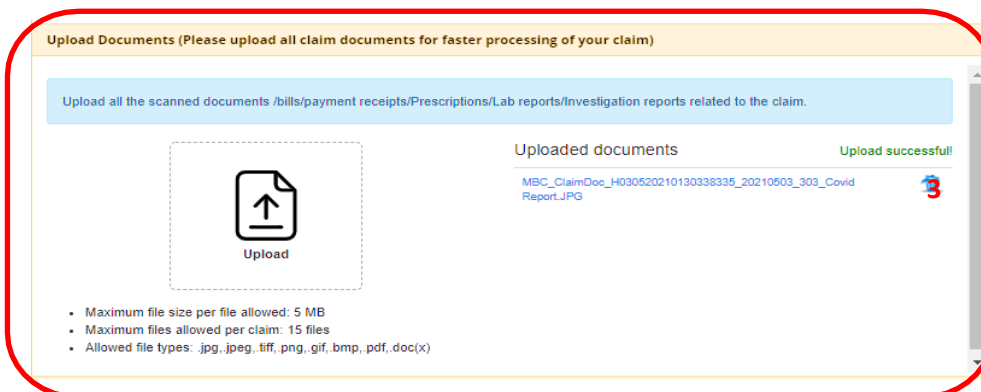 Upload Documents (Please upload all claim documents for faster processing of your claim)
Upload all the scanned documents /bills/payment receipts/Prescriptions/Lab reports/Investigation reports related to the claim.
Upload
Uploaded documents
Upload successful!
MBC_ClaimDoc_H030520210130338335_20210503_303_Covid
Report.JPG
3
• Maximum file size per file allowed: 5 MB
• Maximum files allowed per claim: 15 files
• Allowed file types: .jpg,.jpeg,.tiff,.png,.gif,.bmp,.pdf,.doc(x)